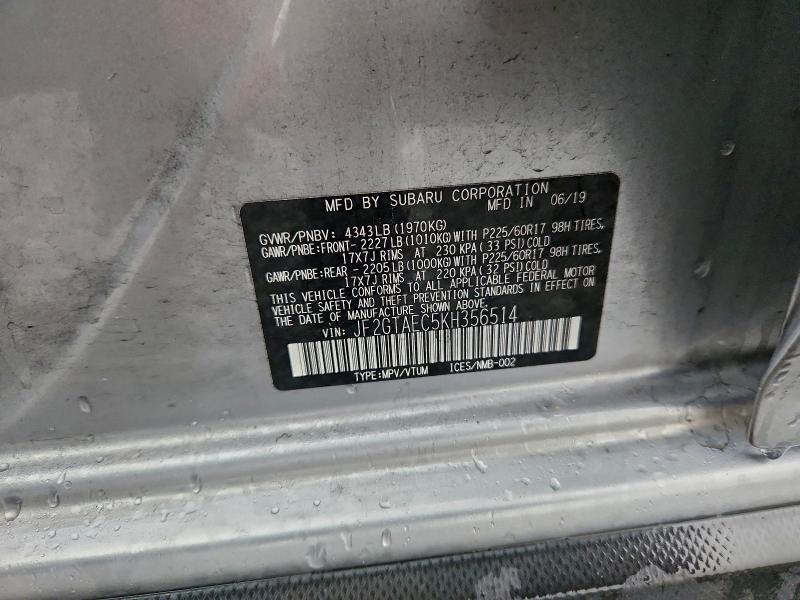 MFD BY SUBARU CORPORATION
MFD IN 06/19
GVWR/PNBV: 4343LB(1970KG)
GAWR/PNBE:FRONT- 2227LB(1010KG)WITH P225/60R17 98H TIRES,
17x7J RIMS AT 230 KPA(33 PSI)COLD
GAWR/PNBE:REAR - 2205LB(1000KG)WITH P225/60R17 98H TIRES,
17x7J RIMS AT 220 KPA(32 PSI)COLD
THIS VEHICLE CONFORMS TO ALL APPLICABLE FEDERAL MOTOR
VEHICLE SAFETY AND THEFT PREVENTION STANDARDS IN EFFECT ON
THE DATE OF MANUFACTURE SHOWN ABOVE.
VIN: JF2GTAEC5KH356514
TYPE:MPV/VTUM ICES/NMB-002